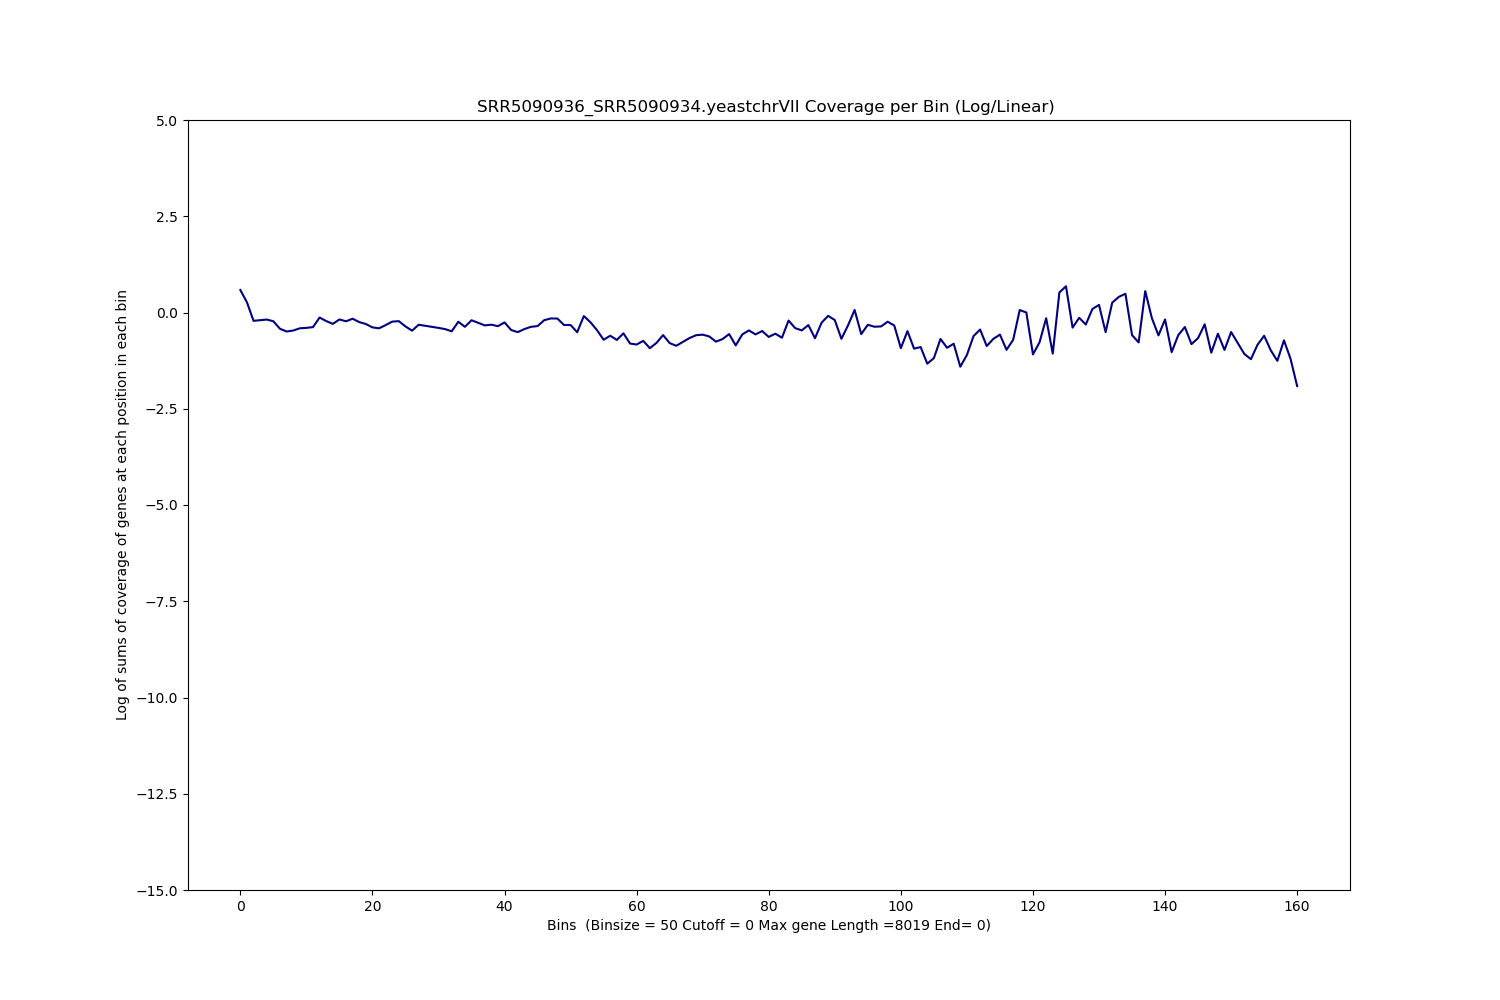 SRR5090936_SRR5090934.yeastchrVII Coverage per Bin (Log/Linear)
5.0
2.5
0.0
−2.5
−5.0
−7.5
−10.0
−12.5
−15.0
Log of sums of coverage of genes at each position in each bin
0 20 40 60 80 100 120 140 160
Bins  (Binsize = 50 Cutoff = 0 Max gene Length =8019 End= 0)